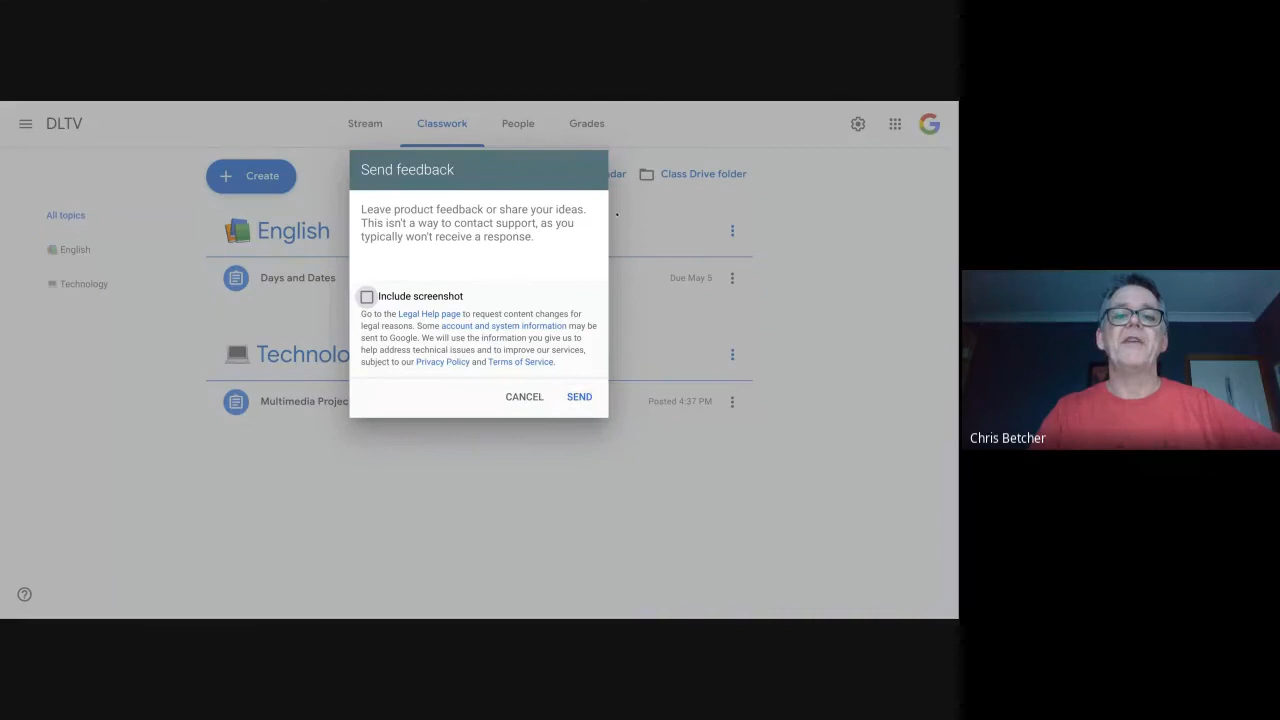 DLTV
Stream
Classwork
People
Grades
Create
ndar
Class Drive folder
All topics
English
Technology
English
Days and Dates
Due May 5
Technolo
Multimedia Projec
Posted 4:37 PM
Send feedback
Leave product feedback or share your ideas.
This isn't a way to contact support, as you
typically won't receive a response.
Include screenshot
Go to the Legal Help page to request content changes for
legal reasons. Some account and system information may be
sent to Google. We will use the information you give us to
help address technical issues and to improve our services,
subject to our Privacy Policy and Terms of Service.
CANCEL
SEND
Chris Betcher